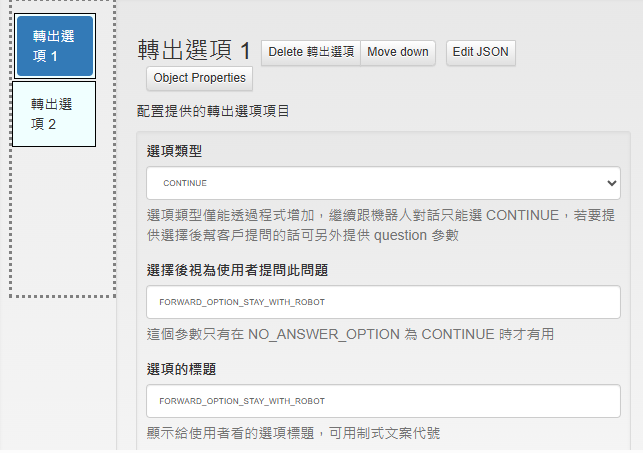 轉出選
項 1
轉出選
項 2
轉出選項 1
Delete 轉出選項
Move down
Edit JSON
Object Properties
配置提供的轉出選項項目
選項類型
CONTINUE
選項類型僅能透過程式增加，繼續跟機器人對話只能選 CONTINUE，若要提
供選擇後幫客戶提問的話可另外提供 question 參數
選擇後視為使用者提問此問題
FORWARD_OPTION_STAY_WITH_ROBOT
這個參數只有在 NO_ANSWER_OPTION 為 CONTINUE 時才有用
選項的標題
FORWARD_OPTION_STAY_WITH_ROBOT
顯示給使用者看的選項標題，可用制式文案代號